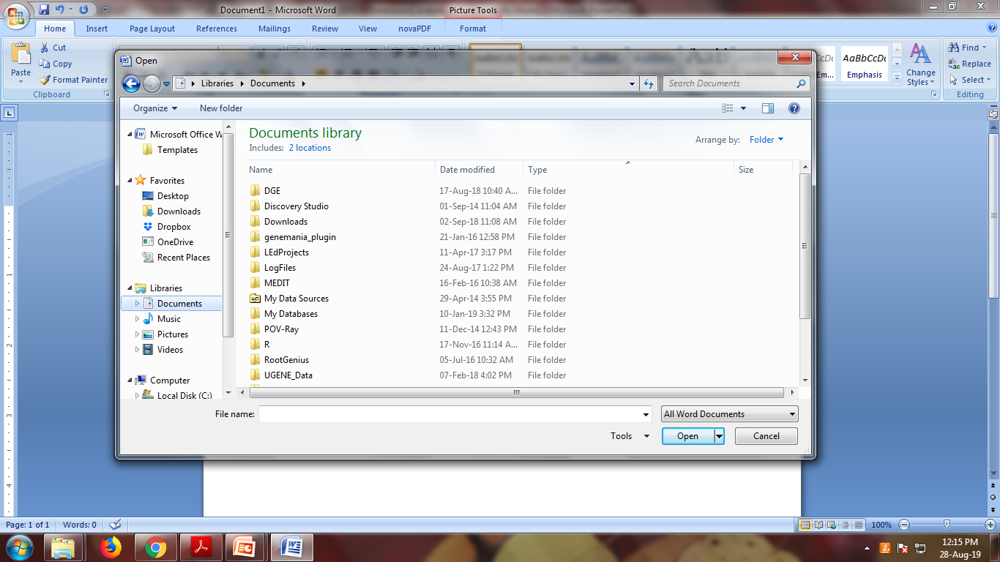 Document1 - Microsoft Word
Picture Tools
Home
Insert
Page Layout
References
Mailings
Review
View
novaPDF
Format
Paste
Cut
Copy
Format Painter
Clipboard
AaBbCcDc
Em...
Emphasis
Change
Styles
Find
Replace
Select
Editing
Open
Libraries
Documents
Search Documents
Organize
New folder
Microsoft Office W
Templates
Favorites
Desktop
Downloads
Dropbox
OneDrive
Recent Places
Libraries
Documents
Music
Pictures
Videos
Computer
Local Disk (C:)
Documents library
Includes: 2 locations
Arrange by: Folder
Name Date modified Type Size
DGE 17-Aug-18 10:40 A... File folder
Discovery Studio 01-Sep-14 11:04 AM File folder
Downloads 02-Sep-18 11:08 AM File folder
genemania_plugin 21-Jan-16 12:58 PM File folder
LEdProjects 11-Apr-17 3:17 PM File folder
LogFiles 24-Aug-17 1:22 PM File folder
MEDIT 16-Feb-16 10:38 AM File folder
My Data Sources 29-Apr-14 3:55 PM File folder
My Databases 10-Jan-19 3:32 PM File folder
POV-Ray 11-Dec-14 12:43 PM File folder
R 17-Nov-16 11:14 A... File folder
RootGenius 05-Jul-16 10:32 AM File folder
UGENE_Data 07-Feb-18 4:02 PM File folder
File name:
All Word Documents
Tools
Open
Cancel
Page: 1 of 1
Words: 0
100%
12:15 PM
28-Aug-19